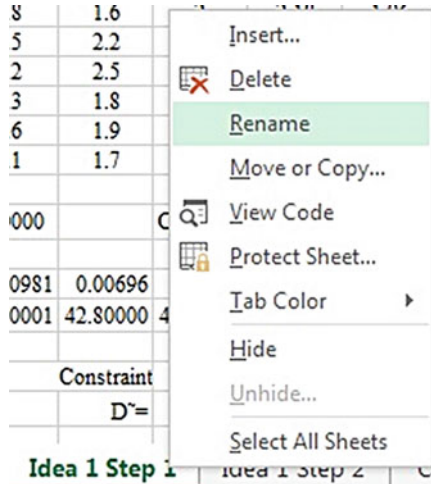 8 1.6
5 2.2
2 2.5
3 1.8
6 1.9
1 1.7
0000
0981 0.00696
0001 42.80000 4
Constraint
D~=
Insert...
Delete
Rename
Move or Copy...
View Code
Protect Sheet...
Tab Color
Hide
Unhide...
Select All Sheets
Idea 1 Step 1 Idea 1 Step 2